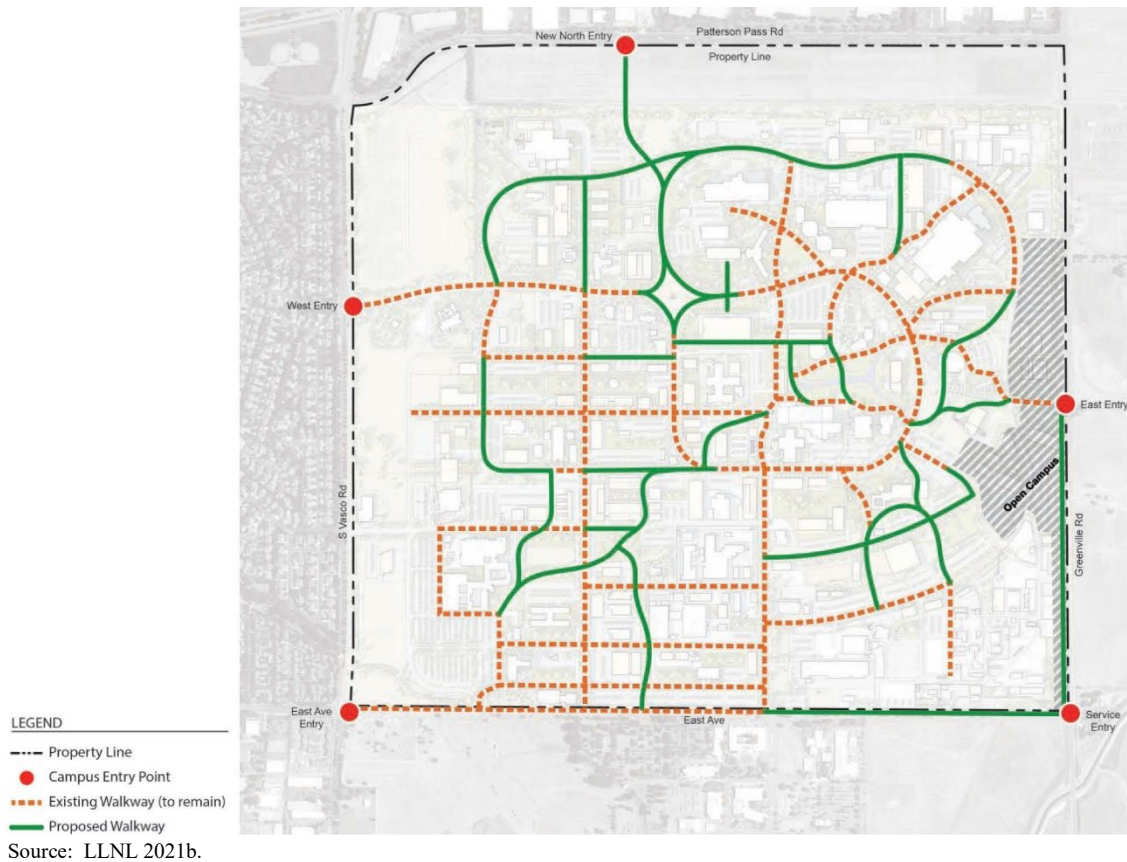 New North Entry
Patterson Pass Rd
Property Line
West Entry
S Vasco Rd
East Entry
Open Campus
Greenville Rd
East Ave
Entry
East Ave
Service
Entry
LEGEND
Property Line
Campus Entry Point
Existing Walkway (to remain)
Proposed Walkway
Source: LLNL 2021b.